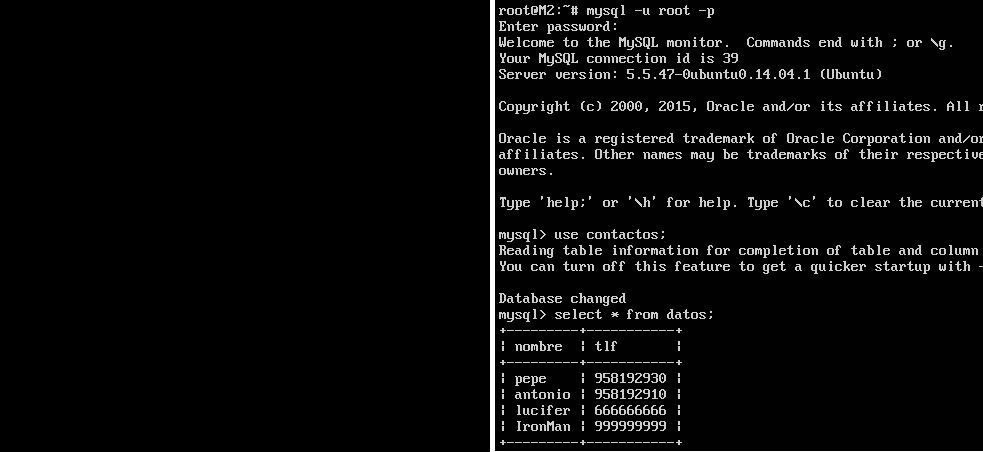 root@M2:~# mysql -u root -p
Enter password:
Welcome to the MySQL monitor.  Commands end with ; or \g.
Your MySQL connection id is 39
Server version: 5.5.47-0ubuntu0.14.04.1 (Ubuntu)
Copyright (c) 2000, 2015, Oracle and/or its affiliates. All r
Oracle is a registered trademark of Oracle Corporation and/or
affiliates. Other names may be trademarks of their respective
owners.
Type 'help;' or '\h' for help. Type '\c' to clear the current
mysql> use contactos;
Reading table information for completion of table and column
You can turn off this feature to get a quicker startup with -
Database changed
mysql> select * from datos;
+---------+-----------+
| nombre  | tlf       |
+---------+-----------+
| pepe    | 958192930 |
| antonio | 958192910 |
| lucifer | 666666666 |
| IronMan | 999999999 |
+---------+-----------+